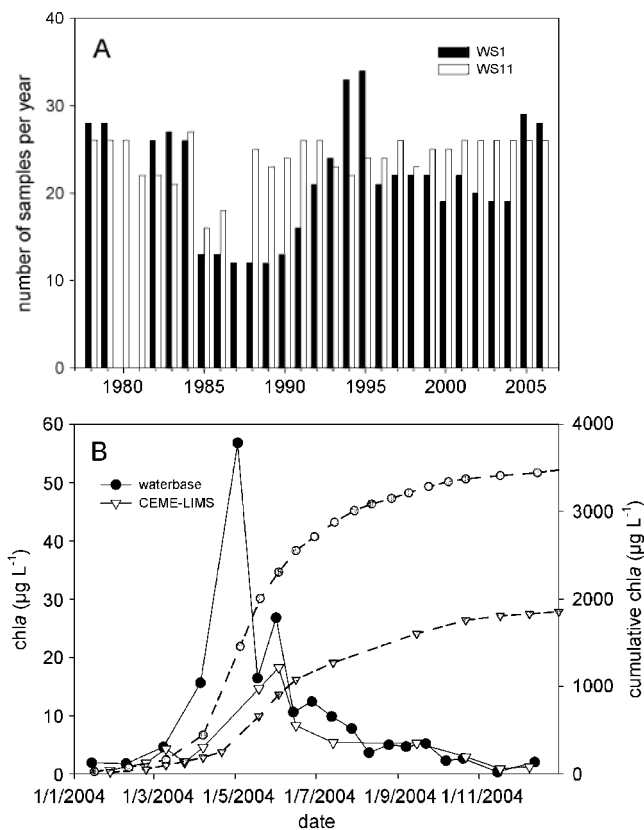 A
WS1
WS11
number of samples per year
40
30
20
10
0
1980 1985 1990 1995 2000 2005
B
waterbase
CEME-LIMS
chla (µg L⁻¹)
60
50
40
30
20
10
0
cumulative chla (µg L⁻¹)
4000
3000
2000
1000
0
1/1/2004 1/3/2004 1/5/2004 1/7/2004 1/9/2004 1/11/2004
date